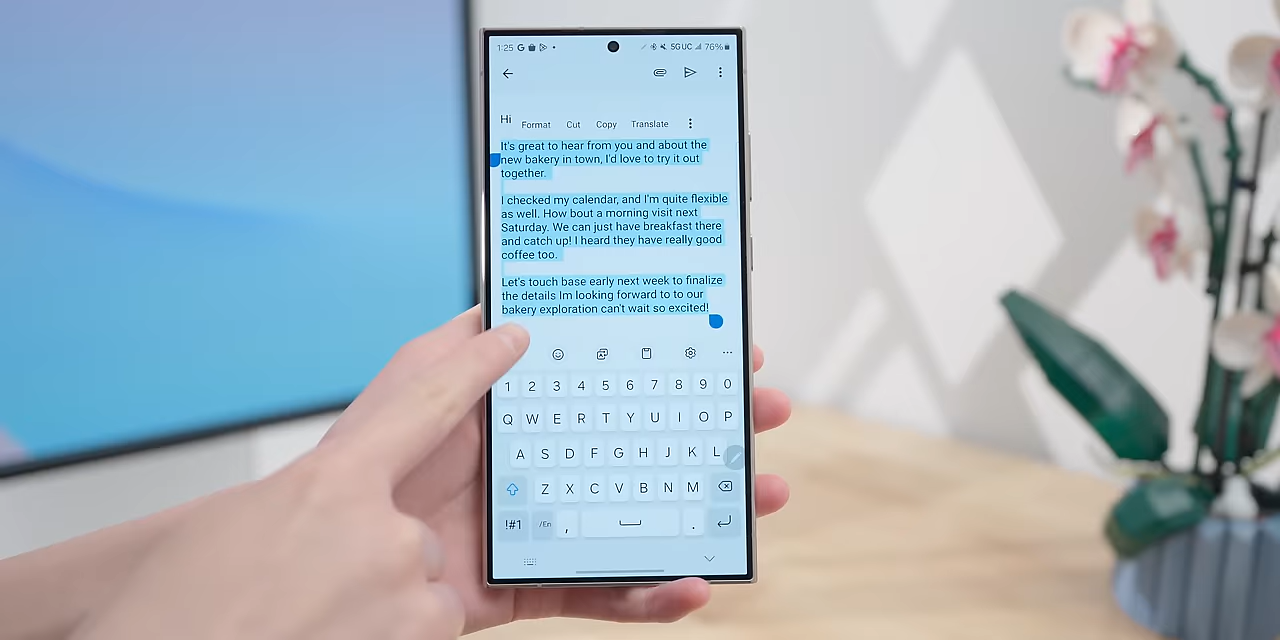 1:25 G 5GUC 76%
Hi
Format Cut Copy Translate
It's great to hear from you and about the
new bakery in town, I'd love to try it out
together.
I checked my calendar, and I'm quite flexible
as well. How bout a morning visit next
Saturday. We can just have breakfast there
and catch up! I heard they have really good
coffee too.
Let's touch base early next week to finalize
the details Im looking forward to to our
bakery exploration can't wait so excited!
1 2 3 4 5 6 7 8 9 0
Q W E R T Y U I O P
A S D F G H J K L
Z X C V B N M
!#1 /En , .